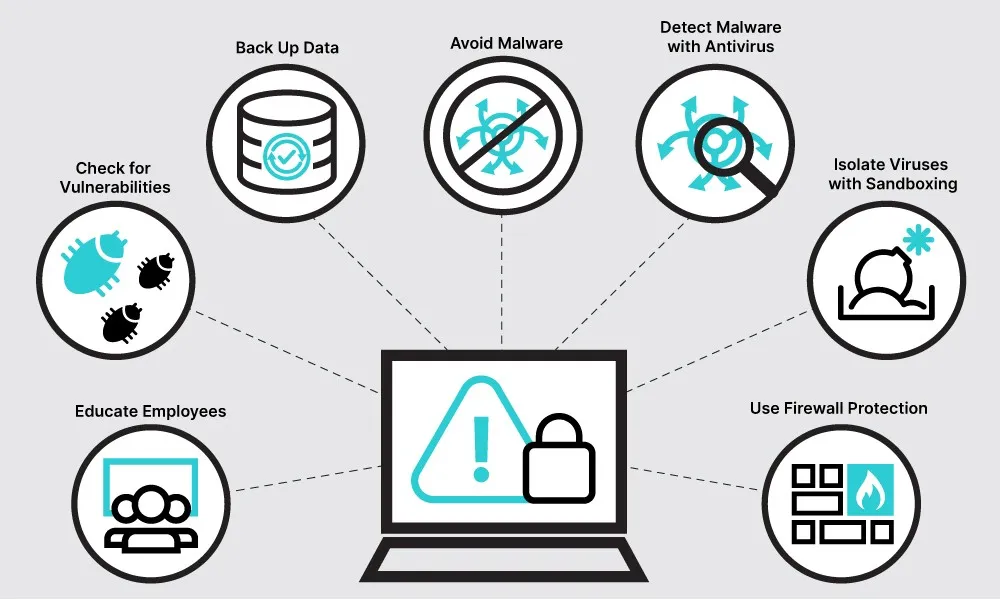 Back Up Data
Avoid Malware
Detect Malware
with Antivirus
Check for
Vulnerabilities
Isolate Viruses
with Sandboxing
Educate Employees
Use Firewall Protection